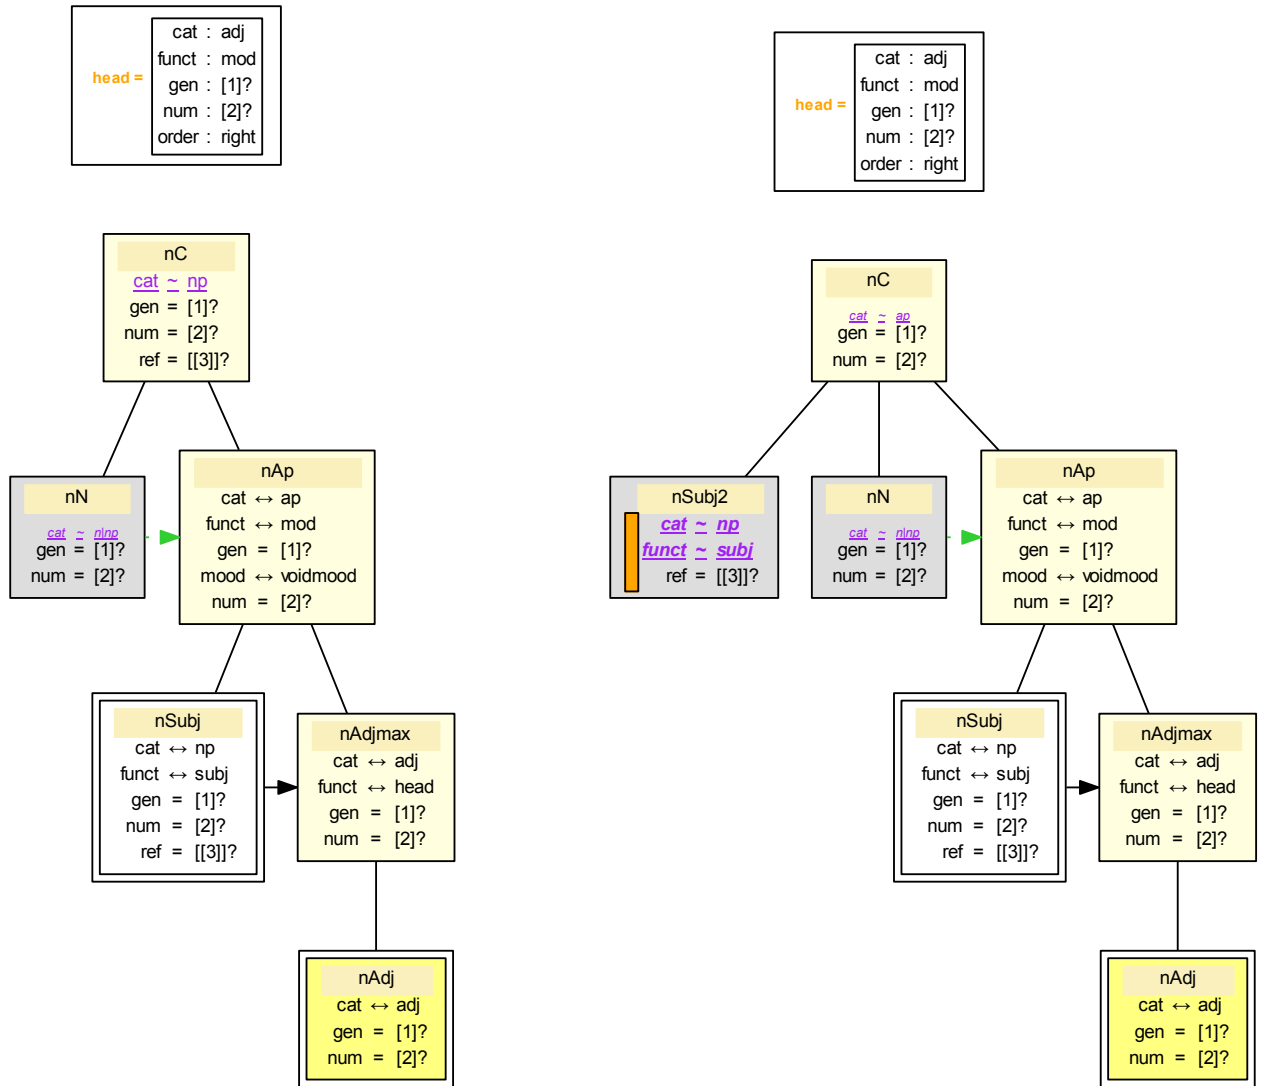 head =
cat : adj
funct : mod
gen : [1]?
num : [2]?
order : right
head =
cat : adj
funct : mod
gen : [1]?
num : [2]?
order : right
nC
cat ~ np
gen = [1]?
num = [2]?
ref = [[3]]?
nC
cat ~ ap
gen = [1]?
num = [2]?
nN
cat ~ n|np
gen = [1]?
num = [2]?
nAp
cat ↔ ap
funct ↔ mod
gen = [1]?
mood ↔ voidmood
num = [2]?
nSubj2
cat ~ np
funct ~ subj
ref = [[3]]?
nN
cat ~ n|np
gen = [1]?
num = [2]?
nAp
cat ↔ ap
funct ↔ mod
gen = [1]?
mood ↔ voidmood
num = [2]?
nSubj
cat ↔ np
funct ↔ subj
gen = [1]?
num = [2]?
ref = [[3]]?
nAdjmax
cat ↔ adj
funct ↔ head
gen = [1]?
num = [2]?
nSubj
cat ↔ np
funct ↔ subj
gen = [1]?
num = [2]?
ref = [[3]]?
nAdjmax
cat ↔ adj
funct ↔ head
gen = [1]?
num = [2]?
nAdj
cat ↔ adj
gen = [1]?
num = [2]?
nAdj
cat ↔ adj
gen = [1]?
num = [2]?